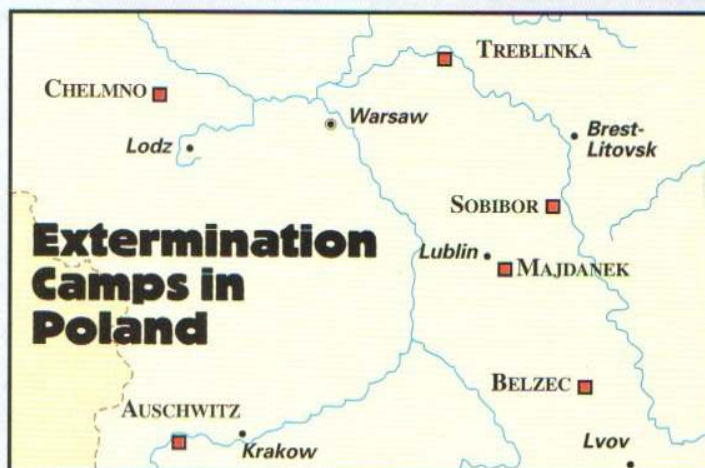 TREBLINKA
CHELMNO
Warsaw
Lodz
Brest-
Litovsk
SOBIBOR
Extermination
Camps in
Poland
Lublin
MAJDANEK
BELZEC
AUSCHWITZ
Krakow
Lvov